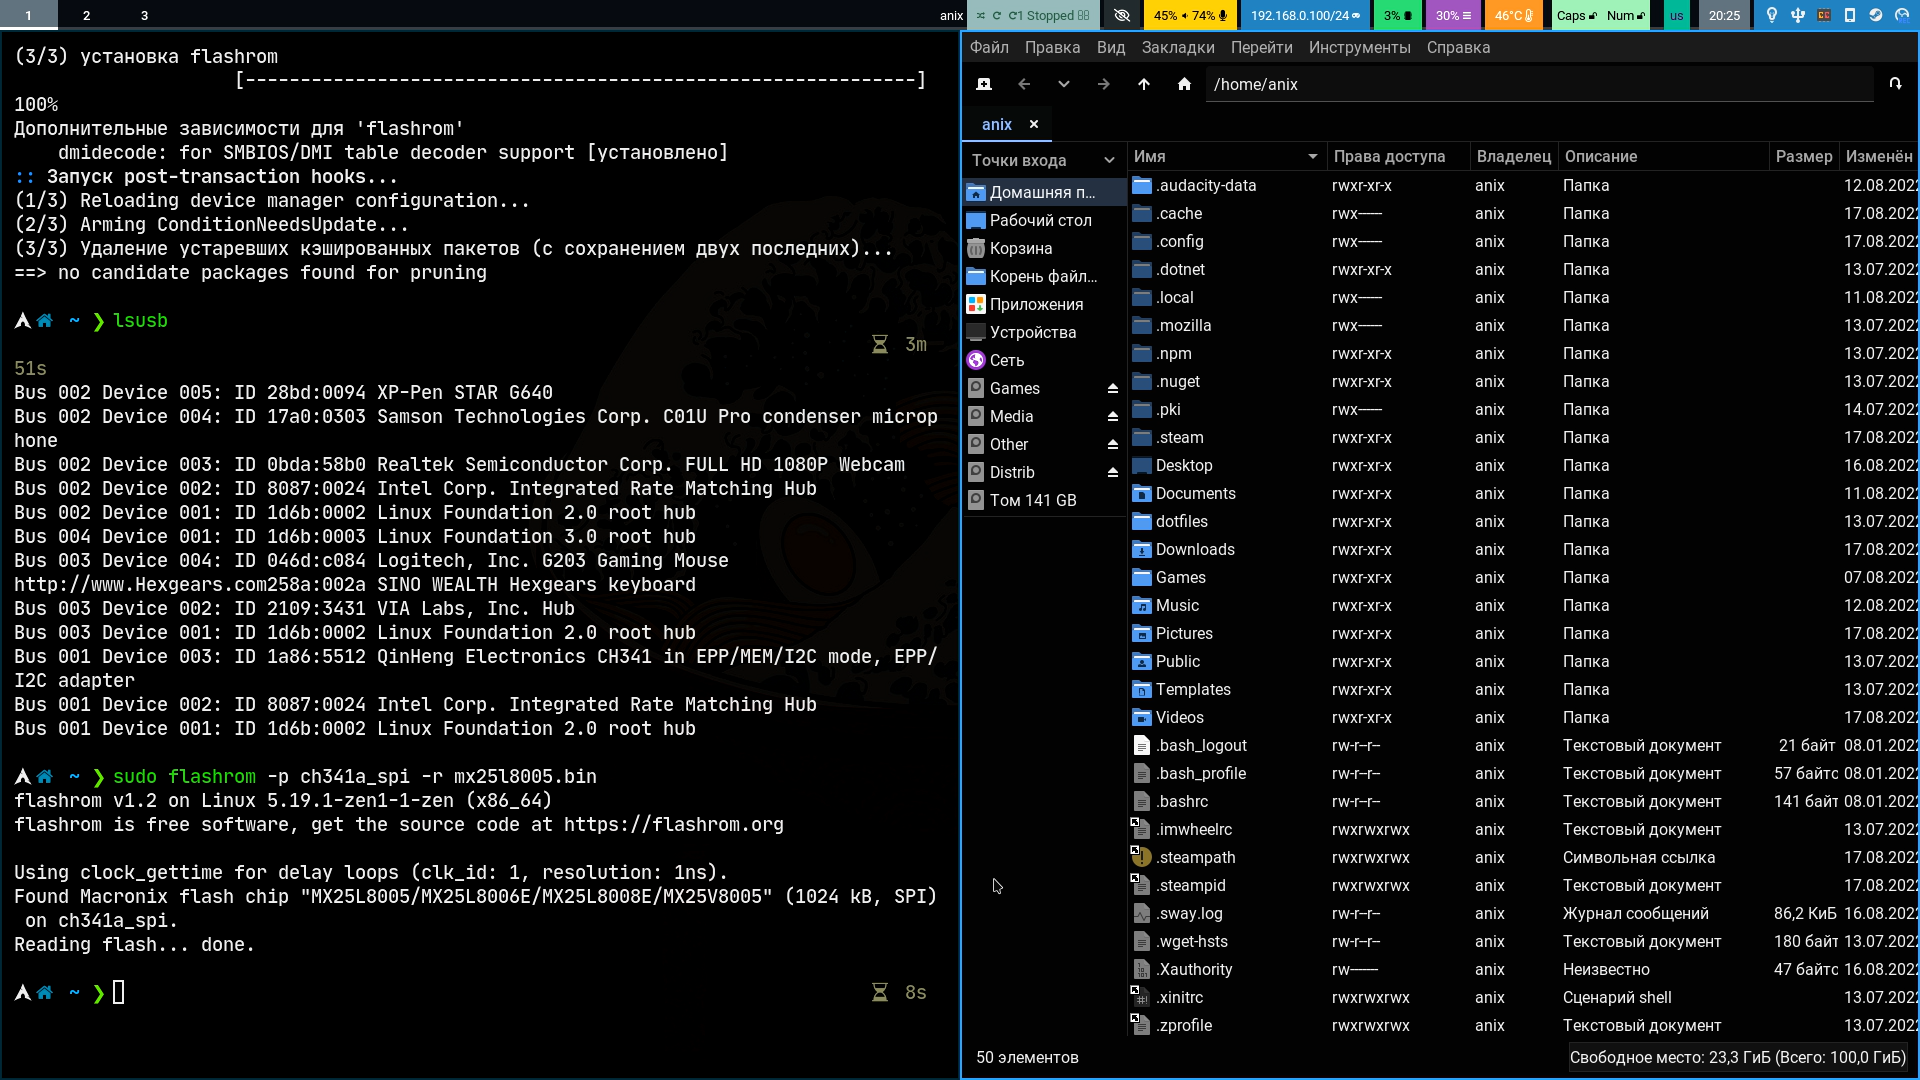 1 2 3 anix 1 Stopped 45% 74% 192.168.0.100/24 3% 30% 46°C Caps Num us 20:25
(3/3) установка flashrom
[-------------------------------------------------------------]
100%
Дополнительные зависимости для 'flashrom'
dmidecode: for SMBIOS/DMI table decoder support [установлено]
:: Запуск post-transaction hooks...
(1/3) Reloading device manager configuration...
(2/3) Arming ConditionNeedsUpdate...
(3/3) Удаление устаревших кэшированных пакетов (с сохранением двух последних)...
==> no candidate packages found for pruning
~ ❯ lsusb
3m
51s
Bus 002 Device 005: ID 28bd:0094 XP-Pen STAR G640
Bus 002 Device 004: ID 17a0:0303 Samson Technologies Corp. C01U Pro condenser microp
hone
Bus 002 Device 003: ID 0bda:58b0 Realtek Semiconductor Corp. FULL HD 1080P Webcam
Bus 002 Device 002: ID 8087:0024 Intel Corp. Integrated Rate Matching Hub
Bus 002 Device 001: ID 1d6b:0002 Linux Foundation 2.0 root hub
Bus 004 Device 001: ID 1d6b:0003 Linux Foundation 3.0 root hub
Bus 003 Device 004: ID 046d:c084 Logitech, Inc. G203 Gaming Mouse
http://www.Hexgears.com258a:002a SINO WEALTH Hexgears keyboard
Bus 003 Device 002: ID 2109:3431 VIA Labs, Inc. Hub
Bus 003 Device 001: ID 1d6b:0002 Linux Foundation 2.0 root hub
Bus 001 Device 003: ID 1a86:5512 QinHeng Electronics CH341 in EPP/MEM/I2C mode, EPP/
I2C adapter
Bus 001 Device 002: ID 8087:0024 Intel Corp. Integrated Rate Matching Hub
Bus 001 Device 001: ID 1d6b:0002 Linux Foundation 2.0 root hub
~ ❯ sudo flashrom -p ch341a_spi -r mx25l8005.bin
flashrom v1.2 on Linux 5.19.1-zen1-1-zen (x86_64)
flashrom is free software, get the source code at https://flashrom.org
Using clock_gettime for delay loops (clk_id: 1, resolution: 1ns).
Found Macronix flash chip "MX25L8005/MX25L8006E/MX25L8008E/MX25V8005" (1024 kB, SPI)
on ch341a_spi.
Reading flash... done.
~ ❯ 8s
Файл Правка Вид Закладки Перейти Инструменты Справка
/home/anix
anix ×
Точки входа
Домашняя п...
Рабочий стол
Корзина
Корень файл...
Приложения
Устройства
Сеть
Games
Media
Other
Distrib
Том 141 GB
Имя Права доступа Владелец Описание Размер Изменён
.audacity-data rwxr-xr-x anix Папка 12.08.202
.cache rwx------ anix Папка 17.08.202
.config rwx------ anix Папка 17.08.202
.dotnet rwxr-xr-x anix Папка 13.07.202
.local rwx------ anix Папка 11.08.202
.mozilla rwx------ anix Папка 13.07.202
.npm rwxr-xr-x anix Папка 13.07.202
.nuget rwxr-xr-x anix Папка 13.07.202
.pki rwx------ anix Папка 14.07.202
.steam rwxr-xr-x anix Папка 17.08.202
Desktop rwxr-xr-x anix Папка 16.08.202
Documents rwxr-xr-x anix Папка 11.08.202
dotfiles rwxr-xr-x anix Папка 13.07.202
Downloads rwxr-xr-x anix Папка 17.08.202
Games rwxr-xr-x anix Папка 07.08.202
Music rwxr-xr-x anix Папка 12.08.202
Pictures rwxr-xr-x anix Папка 17.08.202
Public rwxr-xr-x anix Папка 13.07.202
Templates rwxr-xr-x anix Папка 13.07.202
Videos rwxr-xr-x anix Папка 17.08.202
.bash_logout rw-r--r-- anix Текстовый документ 21 байт 08.01.202
.bash_profile rw-r--r-- anix Текстовый документ 57 байтс 08.01.202
.bashrc rw-r--r-- anix Текстовый документ 141 байт 08.01.202
.imwheelrc rwxrwxrwx anix Текстовый документ 13.07.202
.steampath rwxrwxrwx anix Символьная ссылка 17.08.202
.steampid rwxrwxrwx anix Текстовый документ 17.08.202
.sway.log rw-r--r-- anix Журнал сообщений 86,2 КиБ 16.08.202
.wget-hsts rw-r--r-- anix Текстовый документ 180 байт 13.07.202
.Xauthority rw------- anix Неизвестно 47 байтс 16.08.202
.xinitrc rwxrwxrwx anix Сценарий shell 13.07.202
.zprofile rwxrwxrwx anix Текстовый документ 13.07.202
50 элементов Свободное место: 23,3 ГиБ (Всего: 100,0 ГиБ)